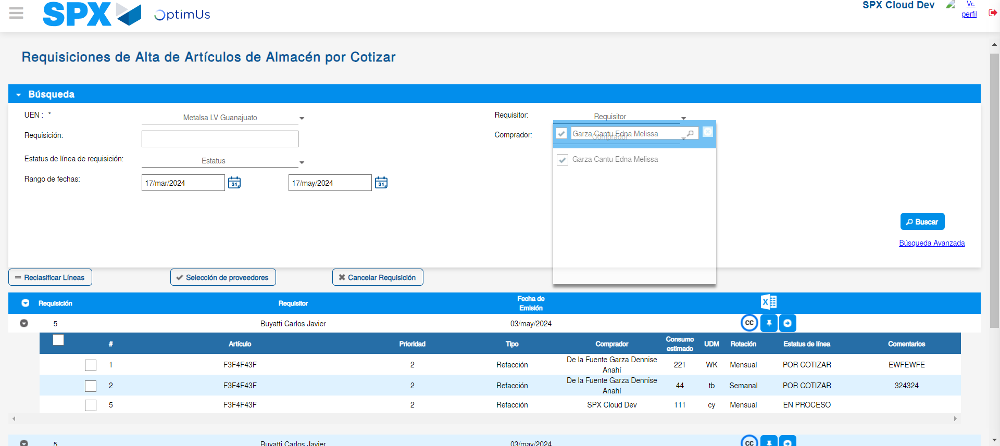 SPX OptimUs
SPX Cloud Dev
Ve
perfil
Requisiciones de Alta de Artículos de Almacén por Cotizar
Búsqueda
UEN : *
Metalsa LV Guanajuato
Requisitor:
Requisitor
Requisición:
Comprador:
Garza Cantu Edna Melissa
Comprador
Garza Cantu Edna Melissa
Estatus de línea de requisición:
Estatus
Rango de fechas:
17/mar/2024
31
17/may/2024
31
Buscar
Búsqueda Avanzada
Reclasificar Líneas
Selección de proveedores
Cancelar Requisición
Requisición Requisitor Fecha de
Emisión
X
5 Buyatti Carlos Javier 03/may/2024 CC
# Artículo Prioridad Tipo Comprador Consumo
estimado UDM Rotación Estatus de línea Comentarios
1 F3F4F43F 2 Refacción De la Fuente Garza Dennise
Anahí 221 WK Mensual POR COTIZAR EWFEWFE
2 F3F4F43F 2 Refacción De la Fuente Garza Dennise
Anahí 44 tb Semanal POR COTIZAR 324324
5 F3F4F43F 2 Refacción SPX Cloud Dev 111 cy Mensual EN PROCESO
5 Buyatti Carlos Javier 03/may/2024 CC